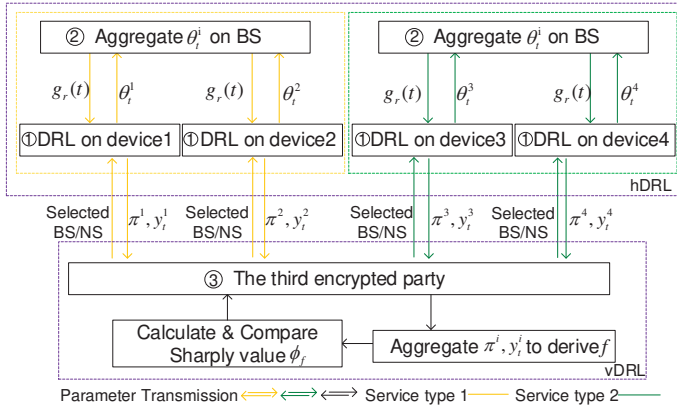 ② Aggregate θ_t^i on BS
② Aggregate θ_t^i on BS
g_r(t) θ_t^1 g_r(t) θ_t^2 g_r(t) θ_t^3 g_r(t) θ_t^4
①DRL on device1 ①DRL on device2 ①DRL on device3 ①DRL on device4
hDRL
Selected BS/NS π^1, y_t^1
Selected BS/NS π^2, y_t^2
Selected BS/NS π^3, y_t^3
Selected BS/NS π^4, y_t^4
③ The third encrypted party
Calculate & Compare
Sharply value ϕ_f
Aggregate π^i, y_t^i to derive f
vDRL
Parameter Transmission Service type 1 Service type 2